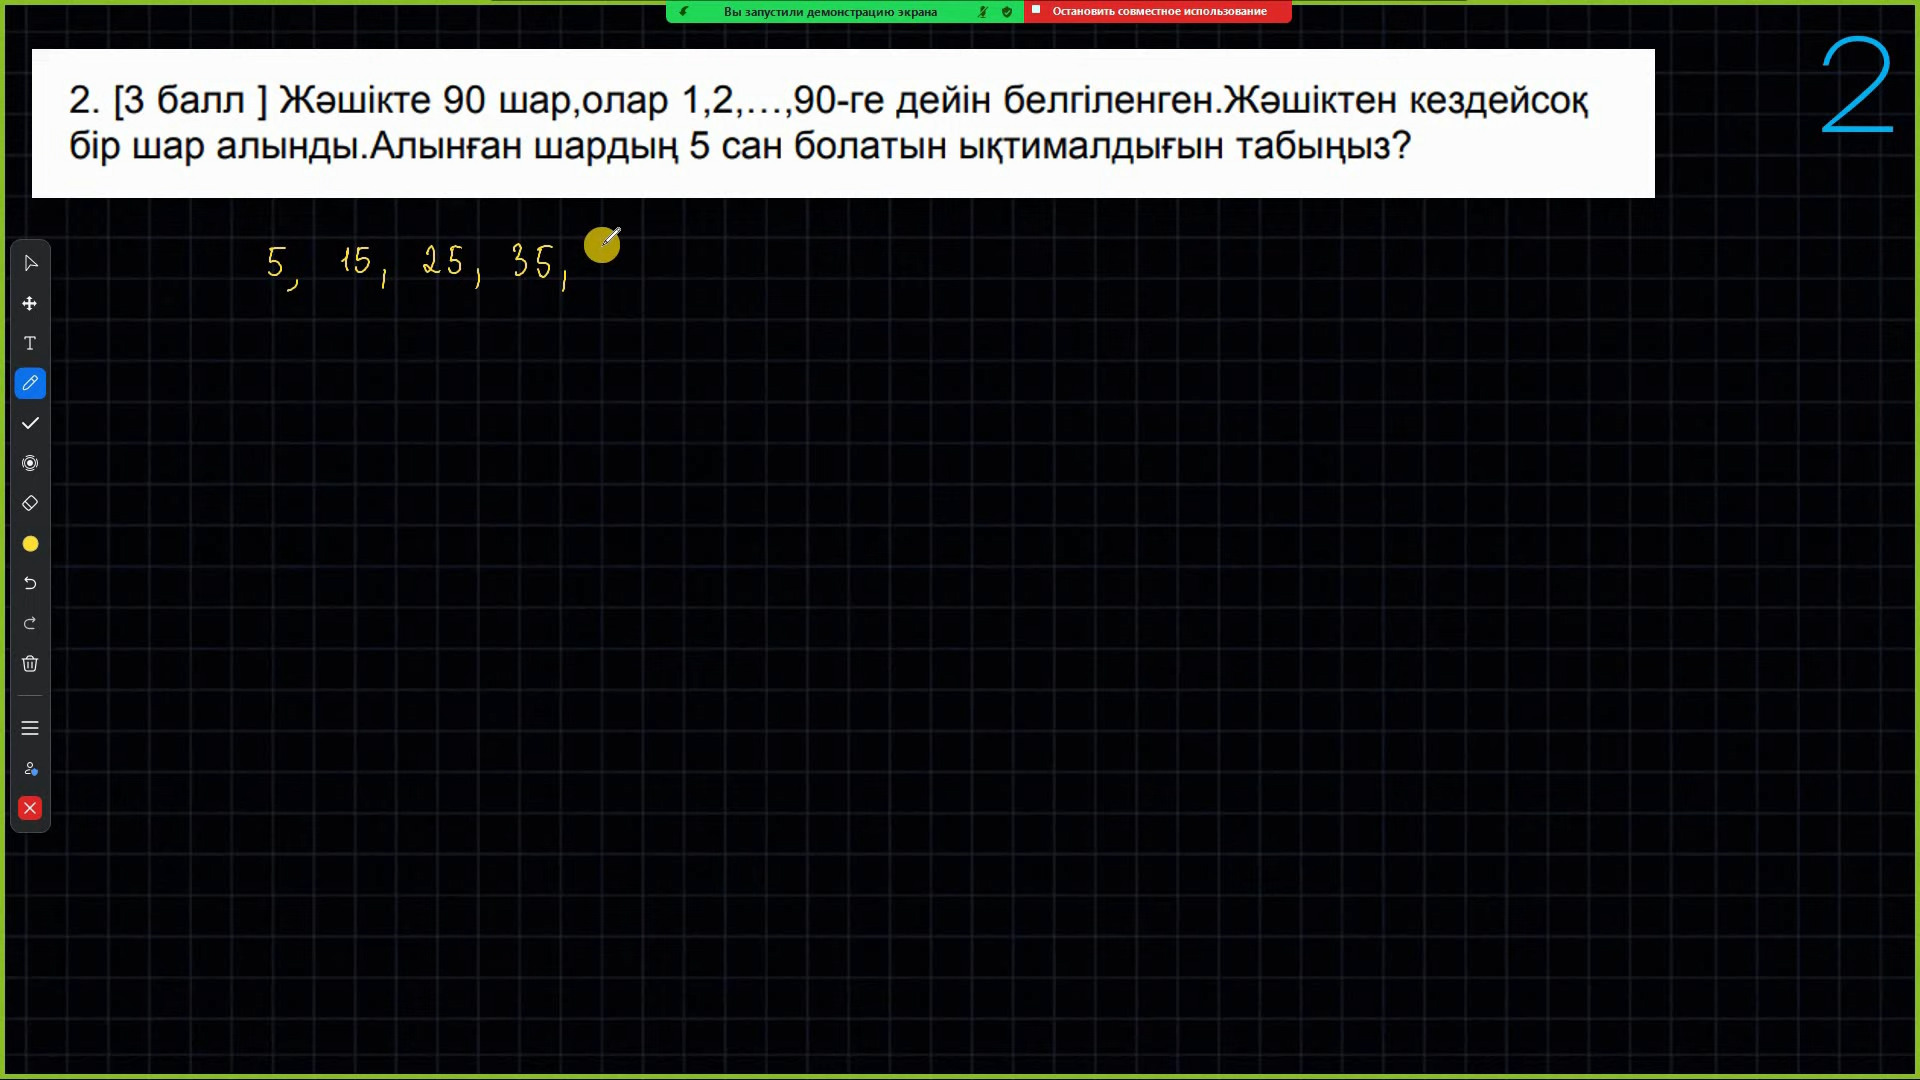 Вы запустили демонстрацию экрана
Остановить совместное использование
2
2. [3 балл ] Жәшікте 90 шар,олар 1,2,…,90-ге дейін белгіленген.Жәшіктен кездейсоқ
бір шар алынды.Алынған шардың 5 сан болатын ықтималдығын табыңыз?
5, 15, 25, 35,
T